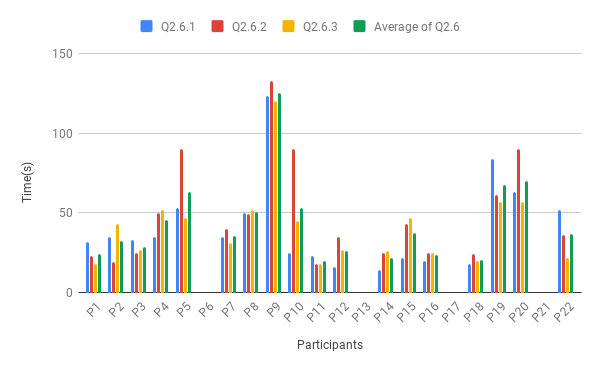 Q2.6.1 Q2.6.2 Q2.6.3 Average of Q2.6
150
100
50
0
Time(s)
P1 P2 P3 P4 P5 P6 P7 P8 P9 P10 P11 P12 P13 P14 P15 P16 P17 P18 P19 P20 P21 P22
Participants